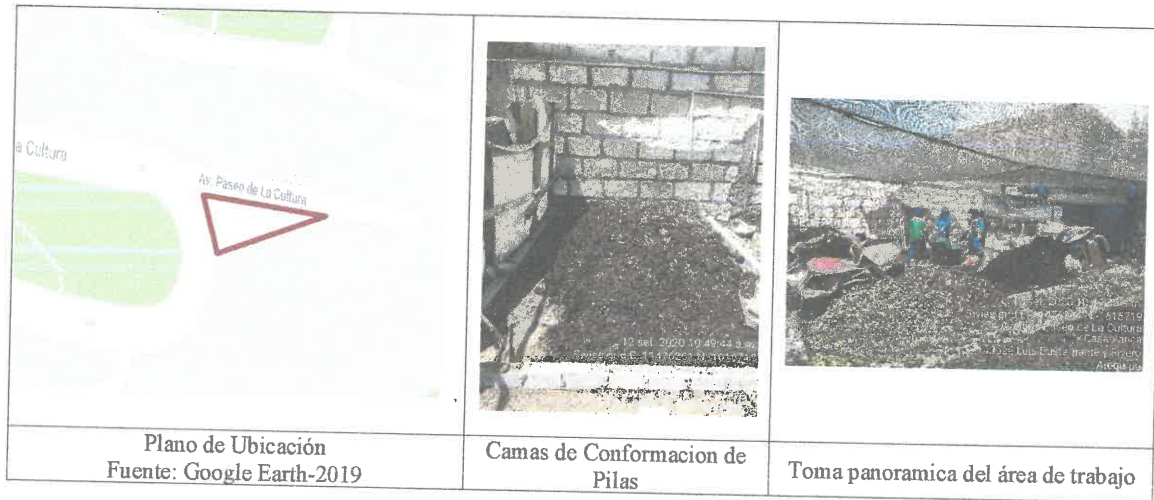 a Cultura
Av. Paseo de La Cultura
12 set. 2020 10:49:44 a.m.
616719
Paseo de La Cultura
Casablanca
José Luis Bustamante y Rivero
Arequipa
Plano de Ubicación
Fuente: Google Earth-2019
Camas de Conformacion de
Pilas
Toma panoramica del área de trabajo